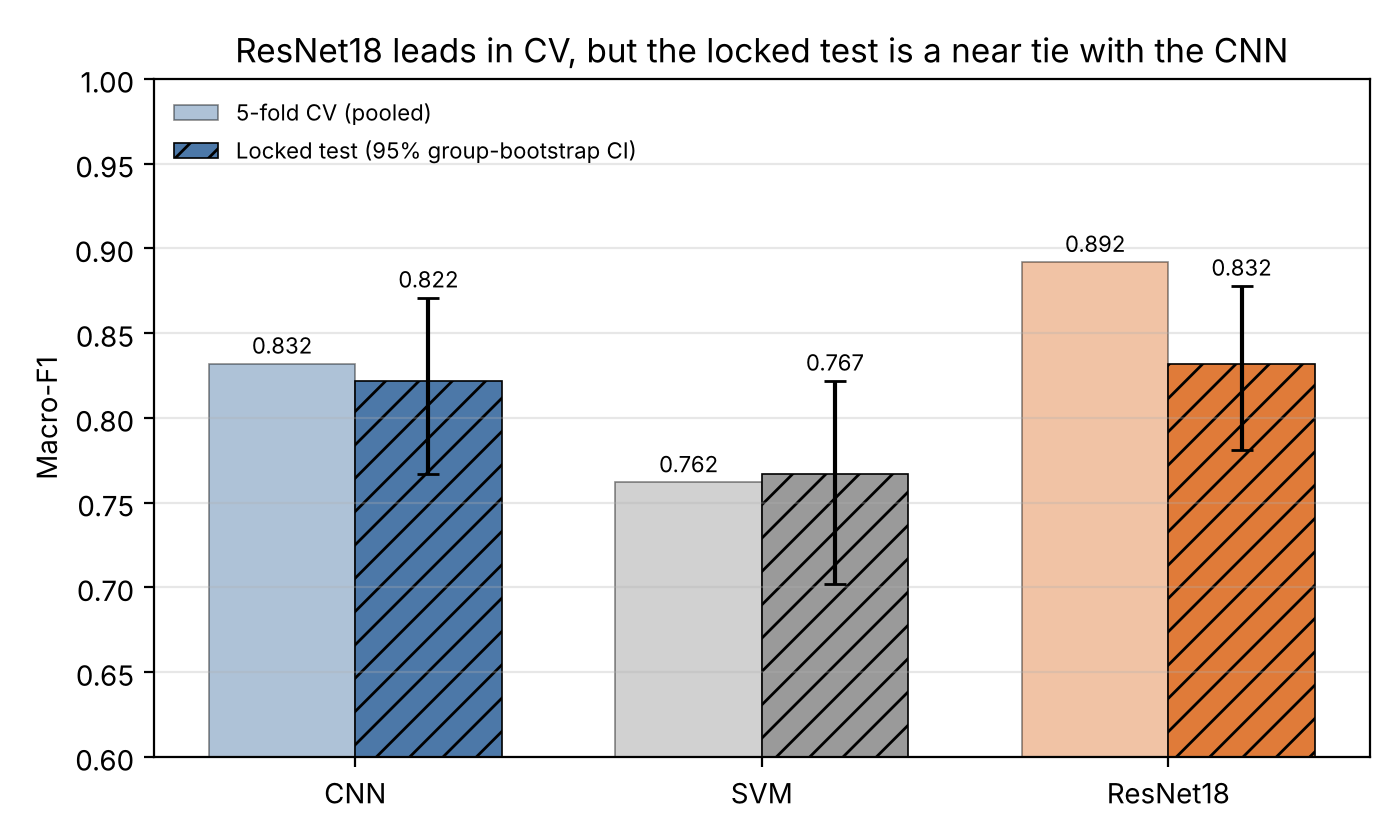 ResNet18 leads in CV, but the locked test is a near tie with the CNN
5-fold CV (pooled)
Locked test (95% group-bootstrap CI)
Macro-F1
1.00
0.95
0.90
0.85
0.80
0.75
0.70
0.65
0.60
0.832
0.822
0.762
0.767
0.892
0.832
CNN
SVM
ResNet18